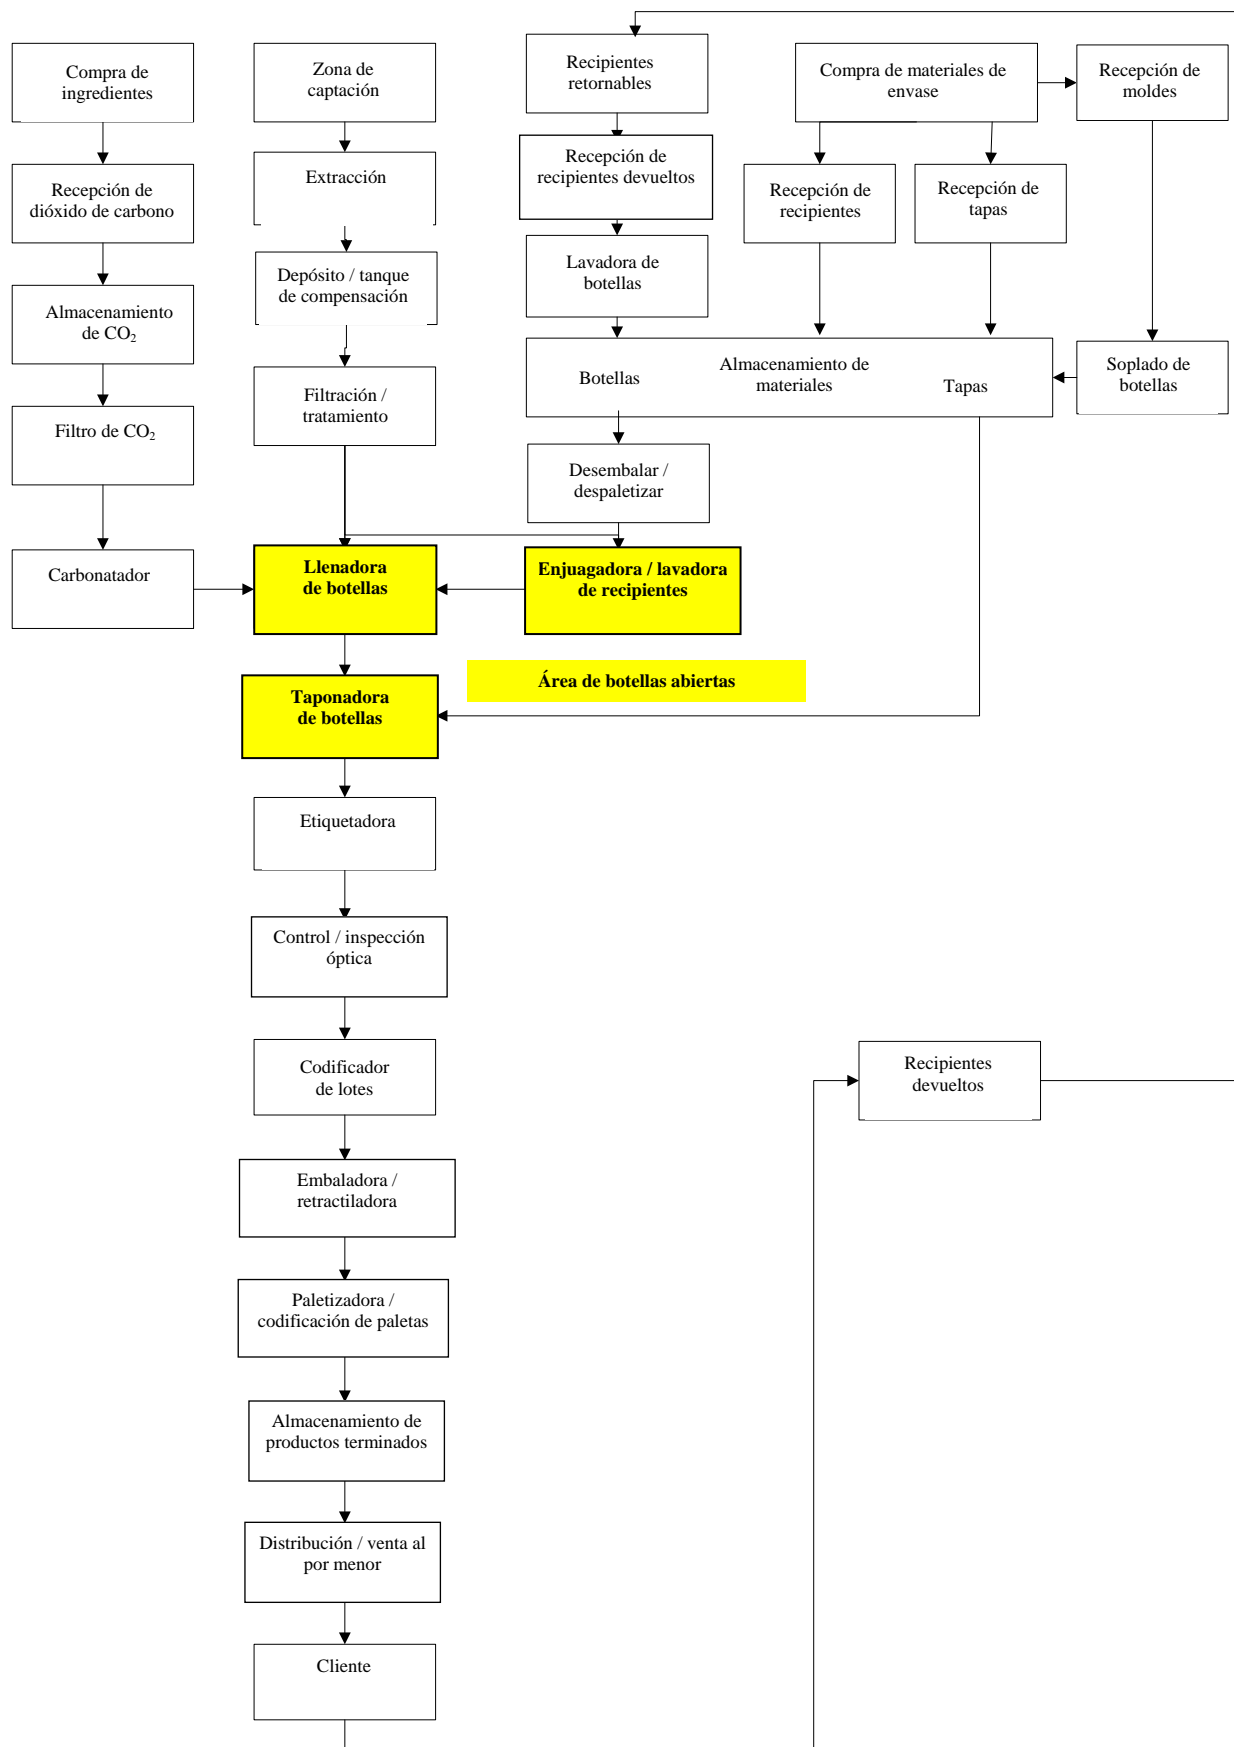 Compra de
ingredientes
Zona de
captación
Recipientes
retornables
Compra de materiales de
envase
Recepción de
moldes
Recepción de
dióxido de carbono
Extracción
Recepción de
recipientes devueltos
Recepción de
recipientes
Recepción de
tapas
Almacenamiento
de CO₂
Depósito / tanque
de compensación
Lavadora de
botellas
Botellas
Almacenamiento de
materiales
Tapas
Soplado de
botellas
Filtro de CO₂
Filtración /
tratamiento
Desembalar /
despaletizar
Carbonatador
Llenadora
de botellas
Enjuagadora / lavadora
de recipientes
Área de botellas abiertas
Taponadora
de botellas
Etiquetadora
Control / inspección
óptica
Codificador
de lotes
Recipientes
devueltos
Embaladora /
retractiladora
Paletizadora /
codificación de paletas
Almacenamiento de
productos terminados
Distribución / venta al
por menor
Cliente